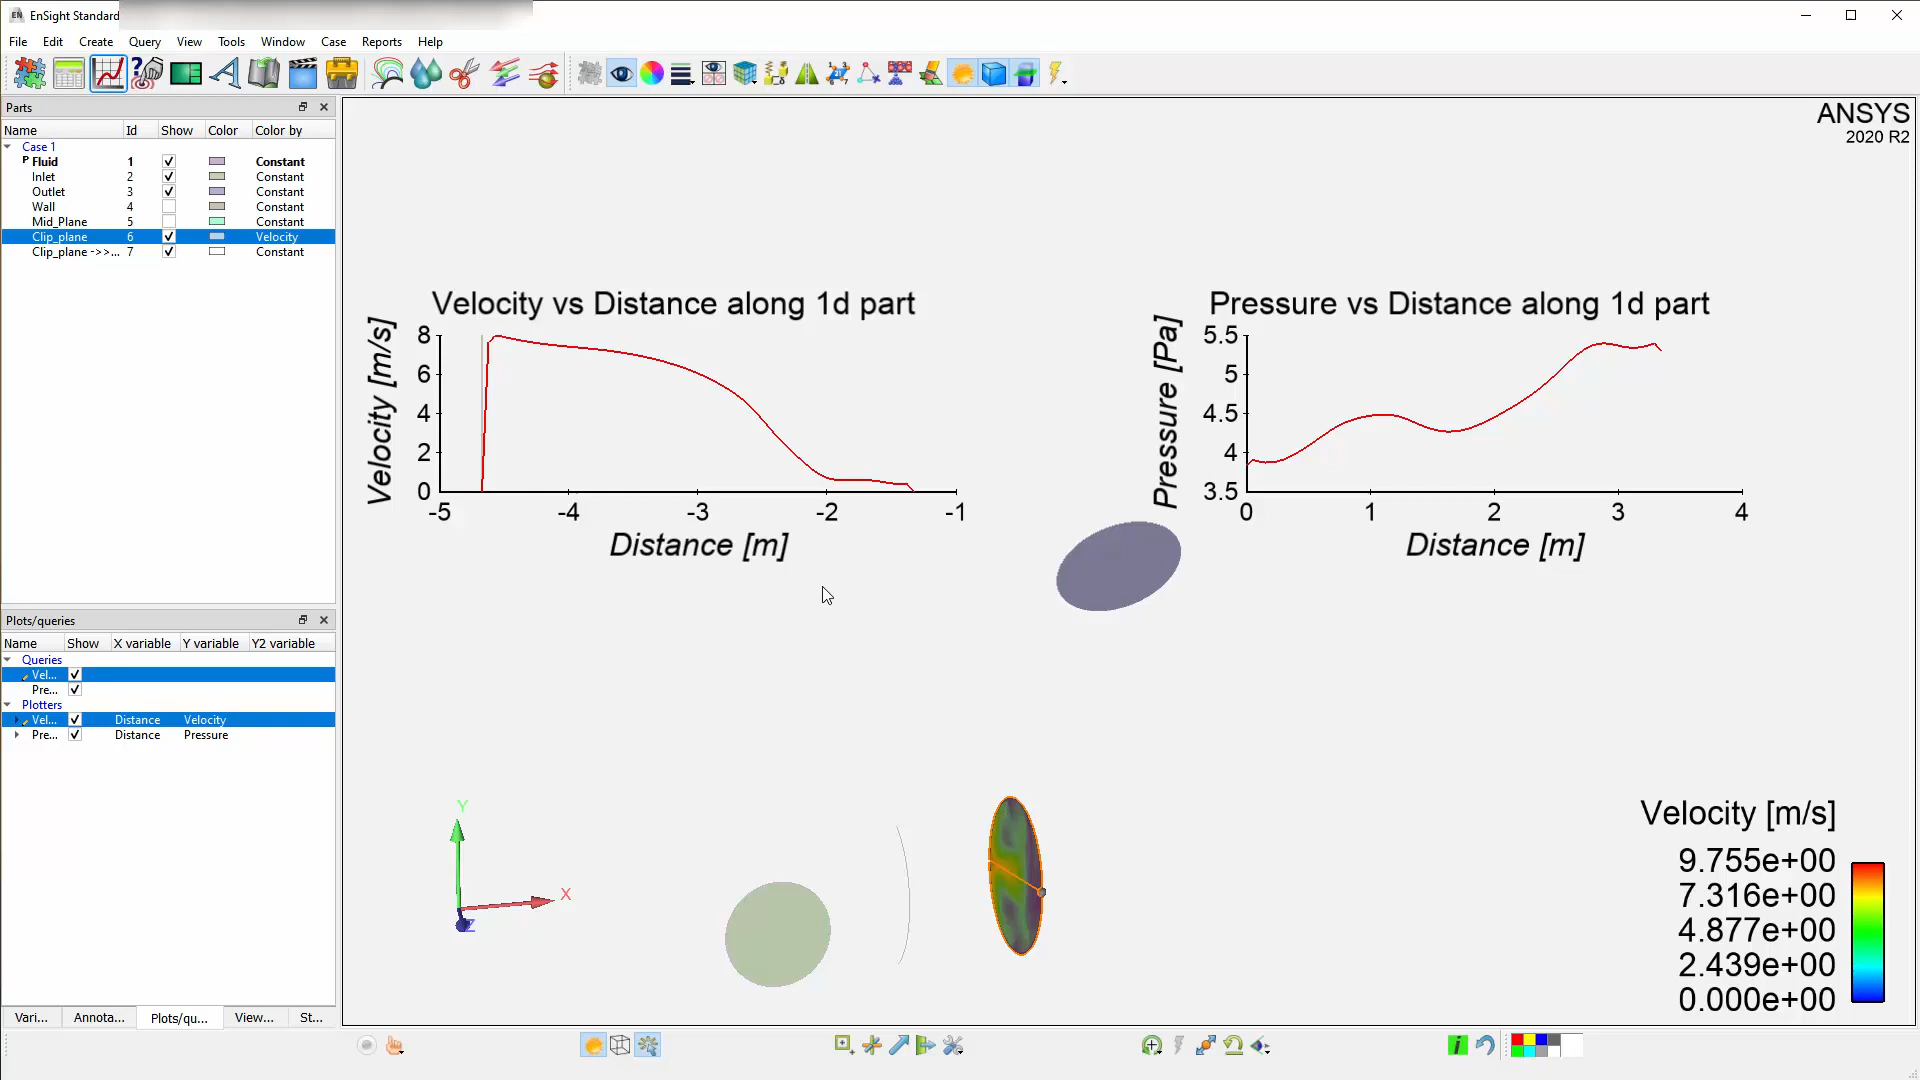 EN EnSight Standard
File Edit Create Query View Tools Window Case Reports Help
Parts
Name Id Show Color Color by
Case 1
P Fluid 1 Constant
Inlet 2 Constant
Outlet 3 Constant
Wall 4 Constant
Mid_Plane 5 Constant
Clip_plane 6 Velocity
Clip_plane ->>... 7 Constant
Plots/queries
Name Show X variable Y variable Y2 variable
Queries
Vel...
Pre...
Plotters
Vel... Distance Velocity
Pre... Distance Pressure
Vari... Annota... Plots/qu... View... St...
ANSYS
2020 R2
Velocity vs Distance along 1d part
Velocity [m/s]
8
6
4
2
0
-5 -4 -3 -2 -1
Distance [m]
Pressure vs Distance along 1d part
Pressure [Pa]
5.5
5
4.5
4
3.5
0 1 2 3 4
Distance [m]
Y
X
Z
Velocity [m/s]
9.755e+00
7.316e+00
4.877e+00
2.439e+00
0.000e+00